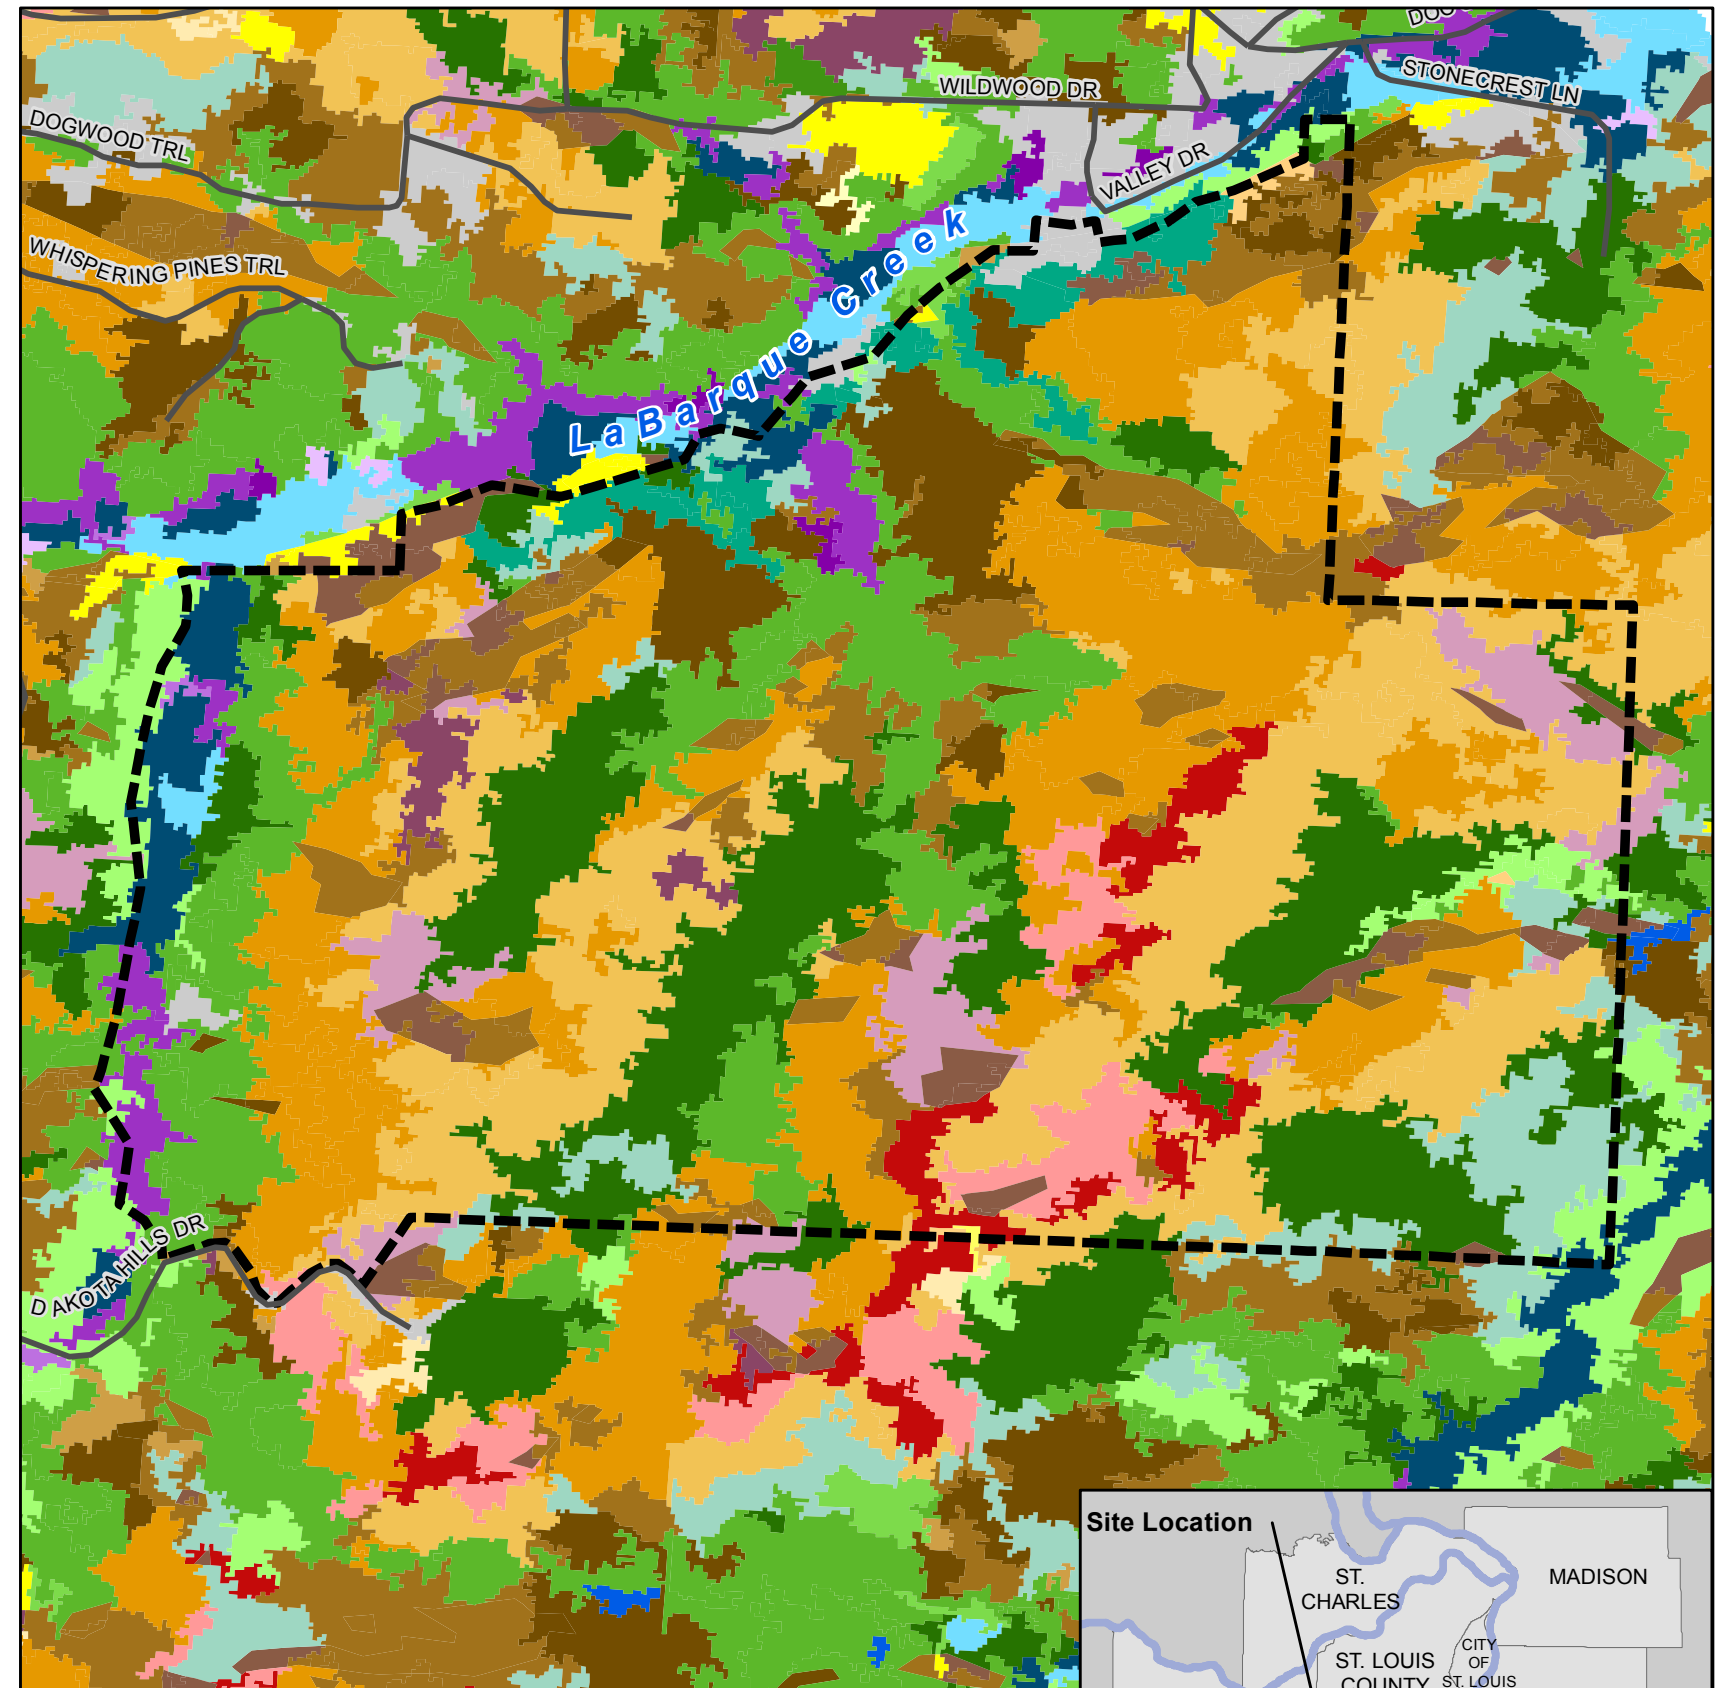 WILDWOOD DR
STONECREST LN
DOGWOOD TRL
VALLEY DR
WHISPERING PINES TRL
LaBarque Creek
DAKOTA HILLS DR
Site Location
ST.
CHARLES
MADISON
ST. LOUIS
COUNTY
CITY
OF
ST. LOUIS